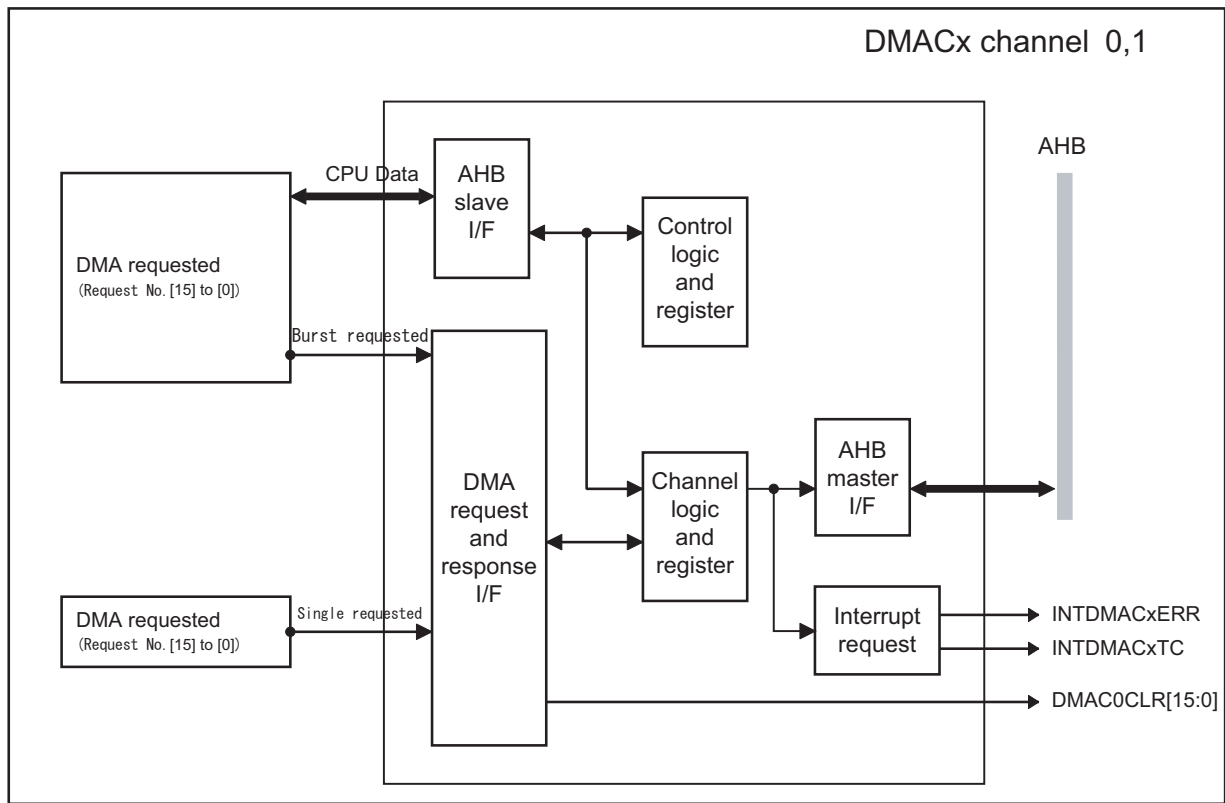 DMACx channel 0,1
AHB
CPU Data
AHB
slave
I/F
Control
logic
and
register
DMA requested
(Request No. [15] to [0])
Burst requested
DMA
request
and
response
I/F
Channel
logic
and
register
AHB
master
I/F
DMA requested
(Request No. [15] to [0])
Single requested
Interrupt
request
INTDMACxERR
INTDMACxTC
DMAC0CLR[15:0]